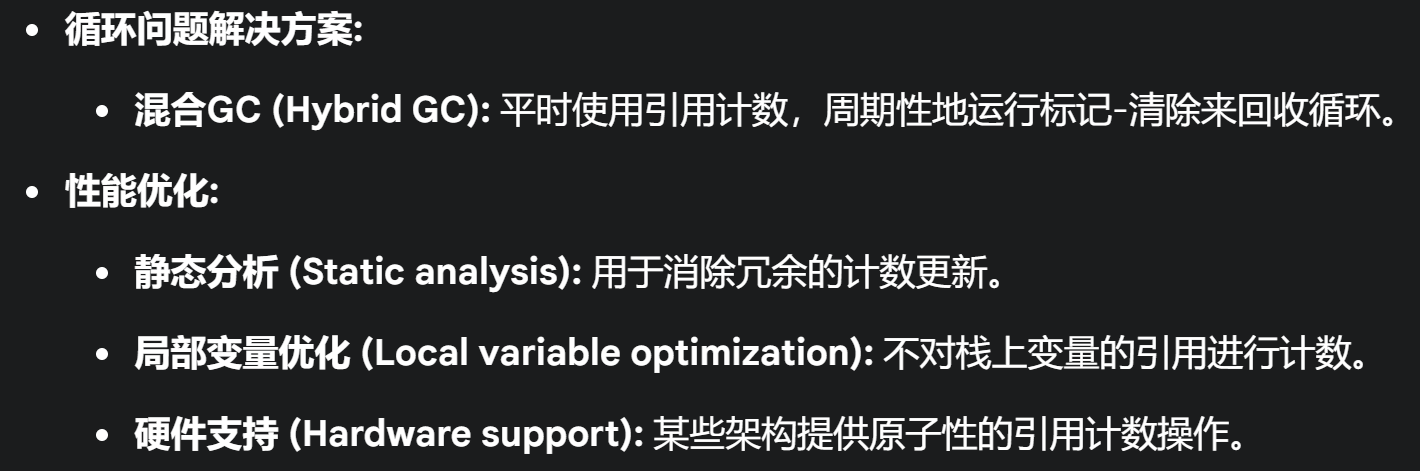 循环问题解决方案:
混合GC (Hybrid GC): 平时使用引用计数，周期性地运行标记-清除来回收循环。
性能优化:
静态分析 (Static analysis): 用于消除冗余的计数更新。
局部变量优化 (Local variable optimization): 不对栈上变量的引用进行计数。
硬件支持 (Hardware support): 某些架构提供原子性的引用计数操作。